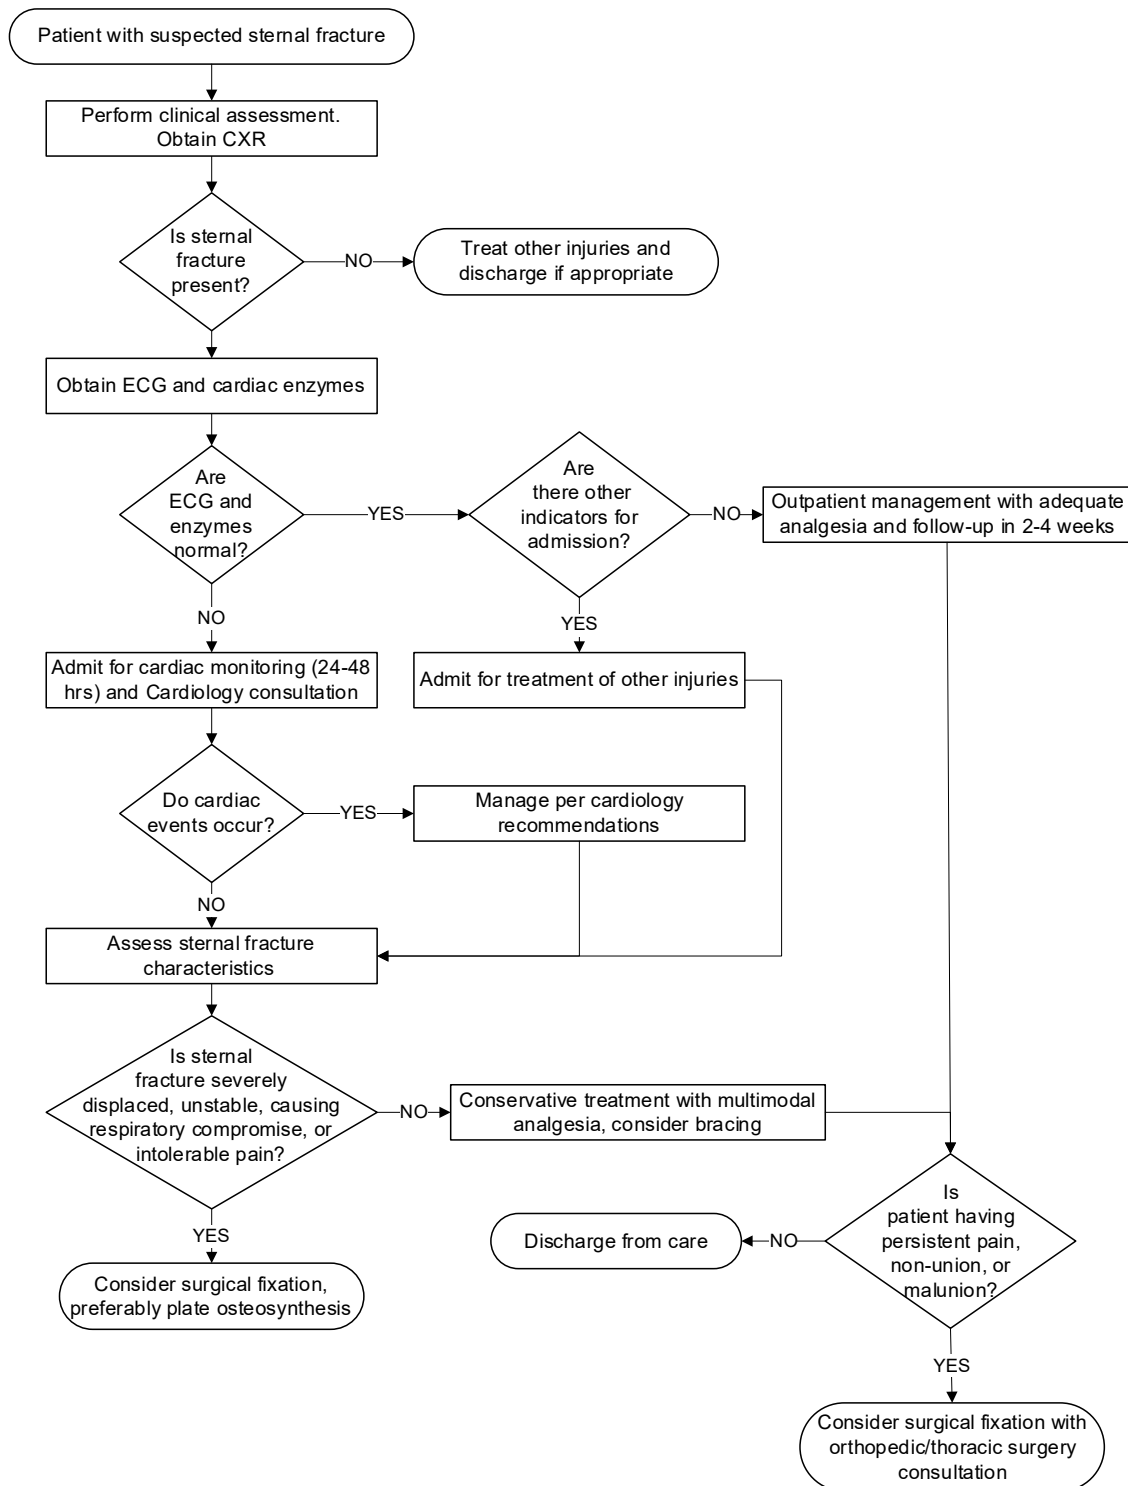 Patient with suspected sternal fracture
Perform clinical assessment.
Obtain CXR
Is sternal
fracture
present?
NO
Treat other injuries and
discharge if appropriate
Obtain ECG and cardiac enzymes
Are
ECG and
enzymes
normal?
YES
Are
there other
indicators for
admission?
NO
Outpatient management with adequate
analgesia and follow-up in 2-4 weeks
NO
YES
Admit for cardiac monitoring (24-48
hrs) and Cardiology consultation
Admit for treatment of other injuries
Do cardiac
events occur?
YES
Manage per cardiology
recommendations
NO
Assess sternal fracture
characteristics
Is sternal
fracture severely
displaced, unstable, causing
respiratory compromise, or
intolerable pain?
NO
Conservative treatment with multimodal
analgesia, consider bracing
YES
Consider surgical fixation,
preferably plate osteosynthesis
Is
patient having
persistent pain,
non-union, or
malunion?
NO
Discharge from care
YES
Consider surgical fixation with
orthopedic/thoracic surgery
consultation